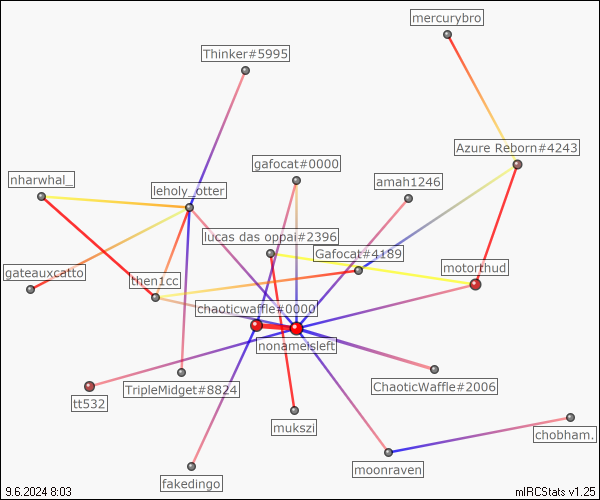 mercurybro
Thinker#5995
Azure Reborn#4243
gafocat#0000
nharwhal_
amah1246
leholy_otter
lucas das oppai#2396
Gafocat#4189
motorthud
gateauxcatto
then1cc
chaoticwaffle#0000
nonameisleft
TripleMidget#8824
ChaoticWaffle#2006
tt532
mukszi
chobham.
moonraven
fakedingo
9.6.2024 8:03
mIRCStats v1.25